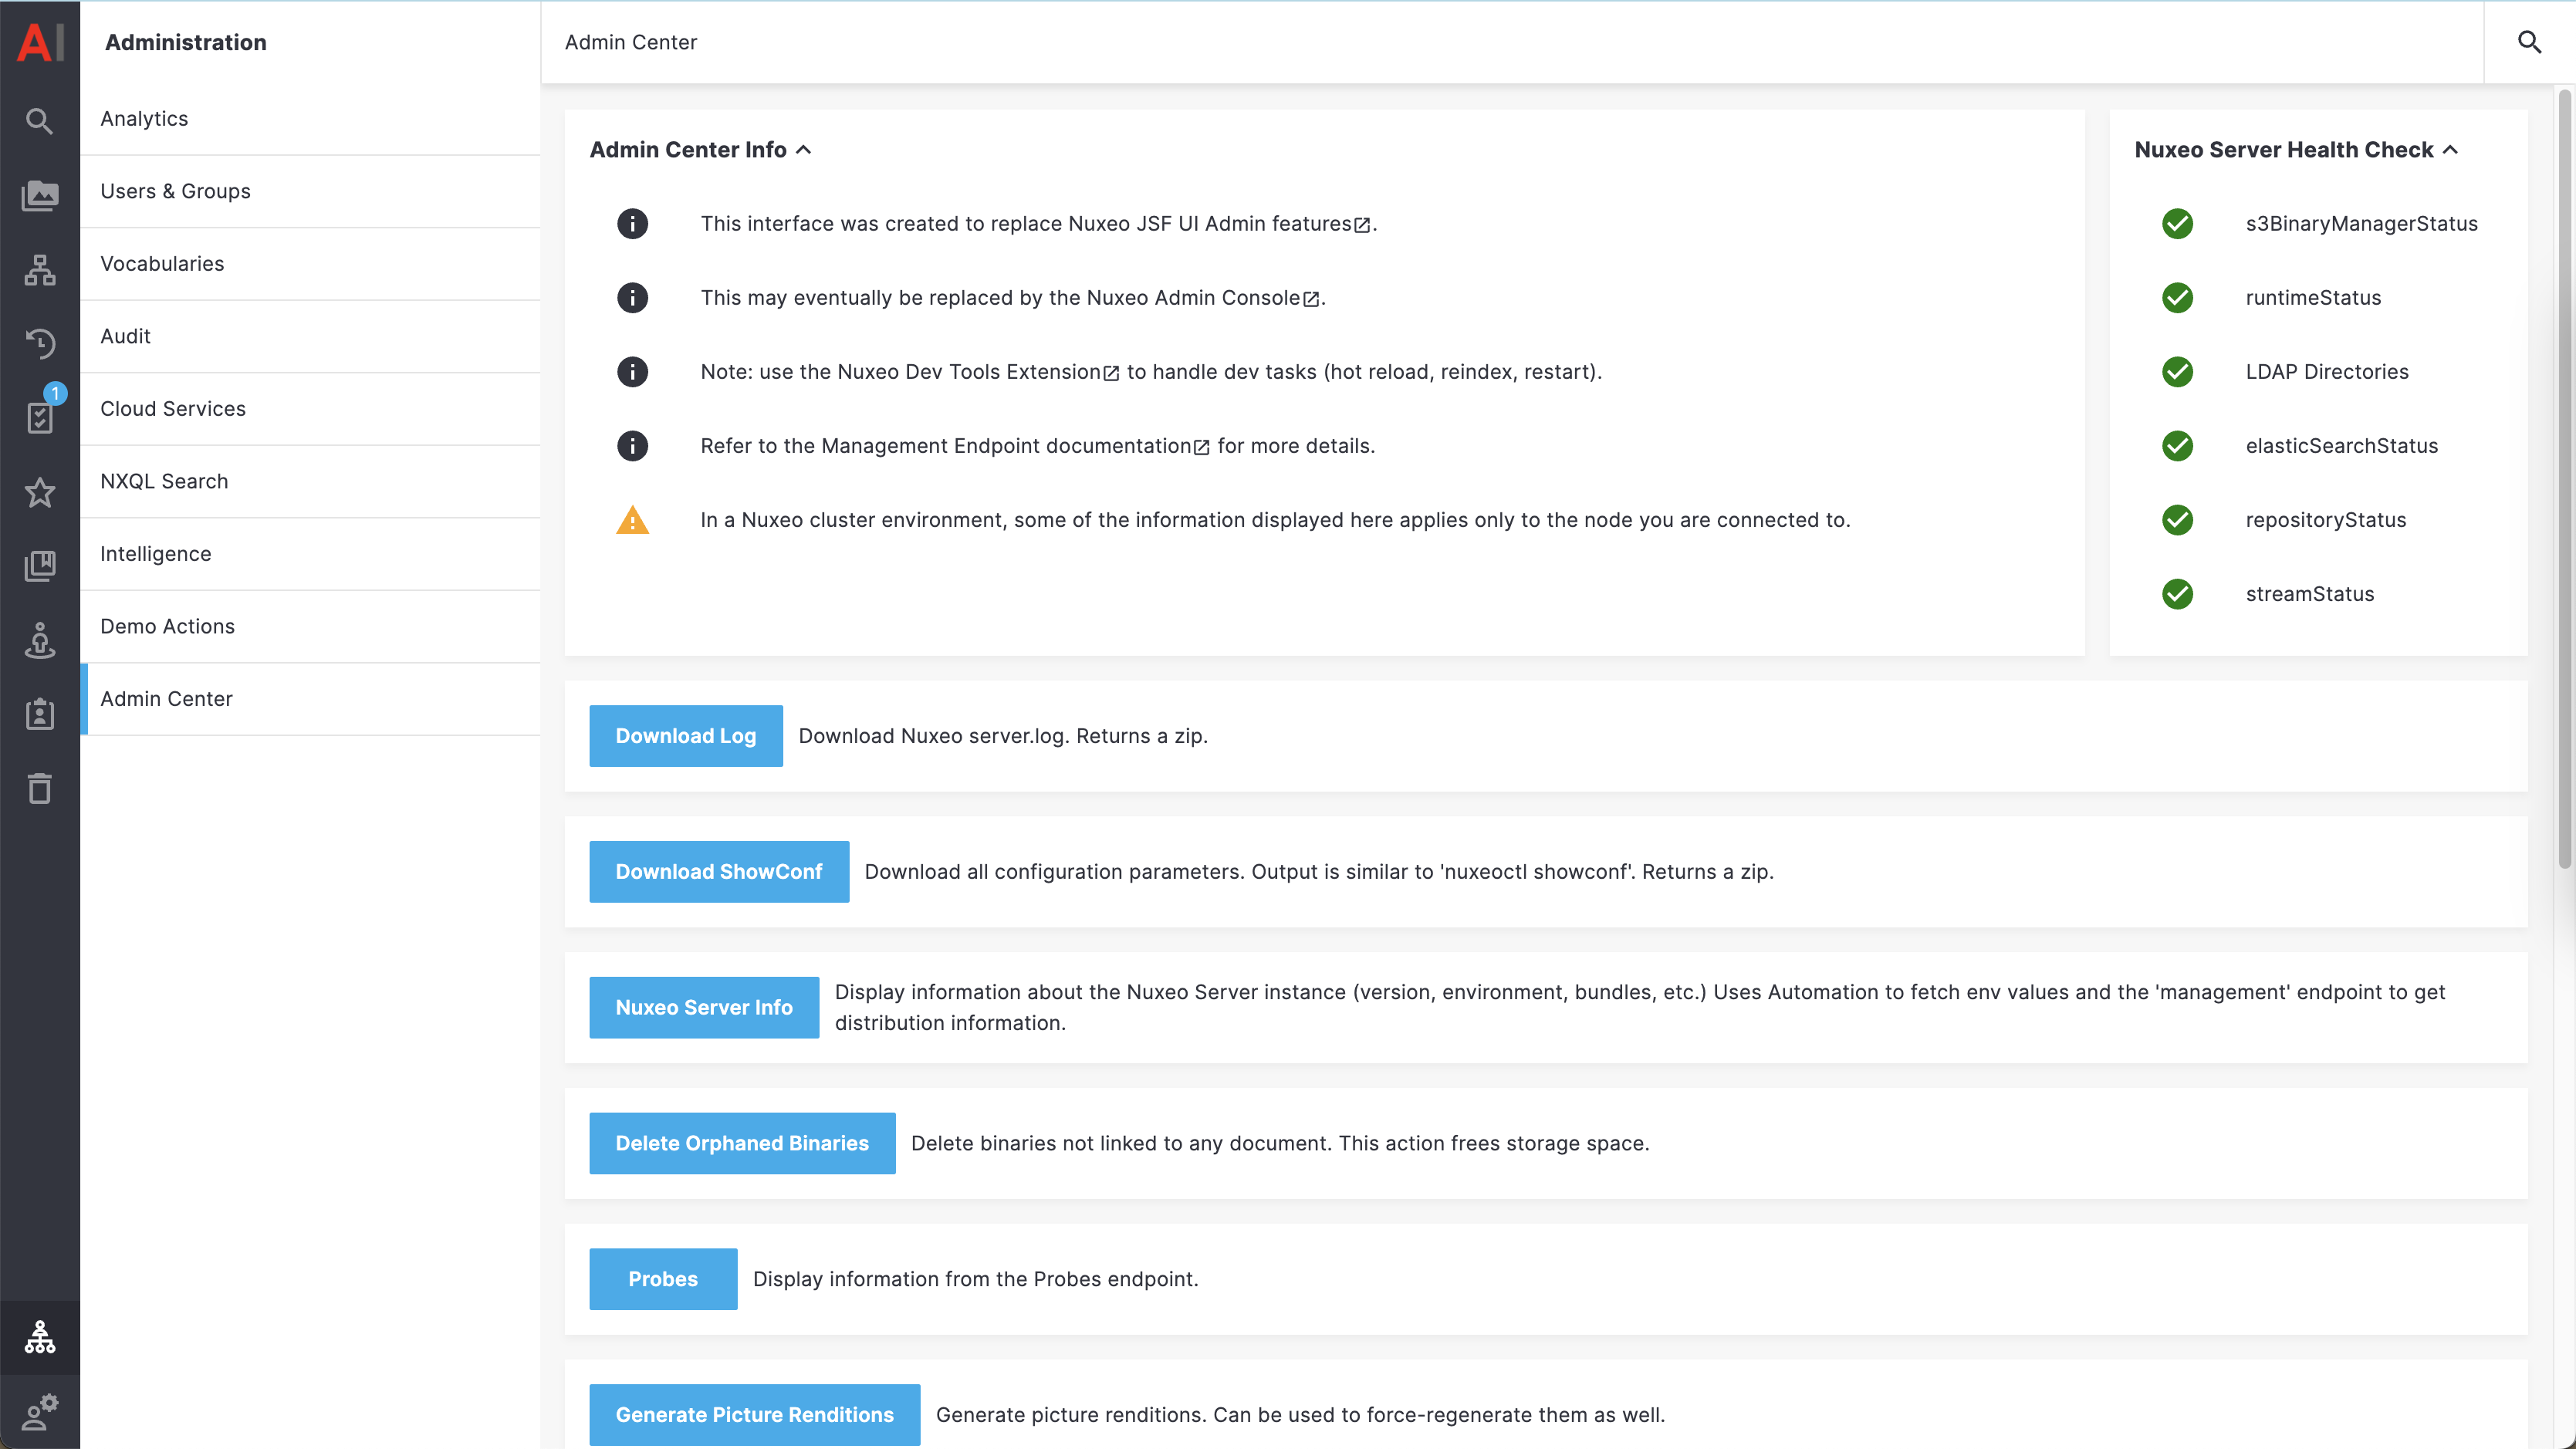 AI
Administration
Admin Center
Analytics
Users & Groups
Vocabularies
Audit
1
Cloud Services
NXQL Search
Intelligence
Demo Actions
Admin Center
Admin Center Info
This interface was created to replace Nuxeo JSF UI Admin features.
This may eventually be replaced by the Nuxeo Admin Console.
Note: use the Nuxeo Dev Tools Extension to handle dev tasks (hot reload, reindex, restart).
Refer to the Management Endpoint documentation for more details.
In a Nuxeo cluster environment, some of the information displayed here applies only to the node you are connected to.
Nuxeo Server Health Check
s3BinaryManagerStatus
runtimeStatus
LDAP Directories
elasticSearchStatus
repositoryStatus
streamStatus
Download Log Download Nuxeo server.log. Returns a zip.
Download ShowConf Download all configuration parameters. Output is similar to 'nuxeoctl showconf'. Returns a zip.
Nuxeo Server Info
Display information about the Nuxeo Server instance (version, environment, bundles, etc.) Uses Automation to fetch env values and the 'management' endpoint to get
distribution information.
Delete Orphaned Binaries Delete binaries not linked to any document. This action frees storage space.
Probes Display information from the Probes endpoint.
Generate Picture Renditions Generate picture renditions. Can be used to force-regenerate them as well.